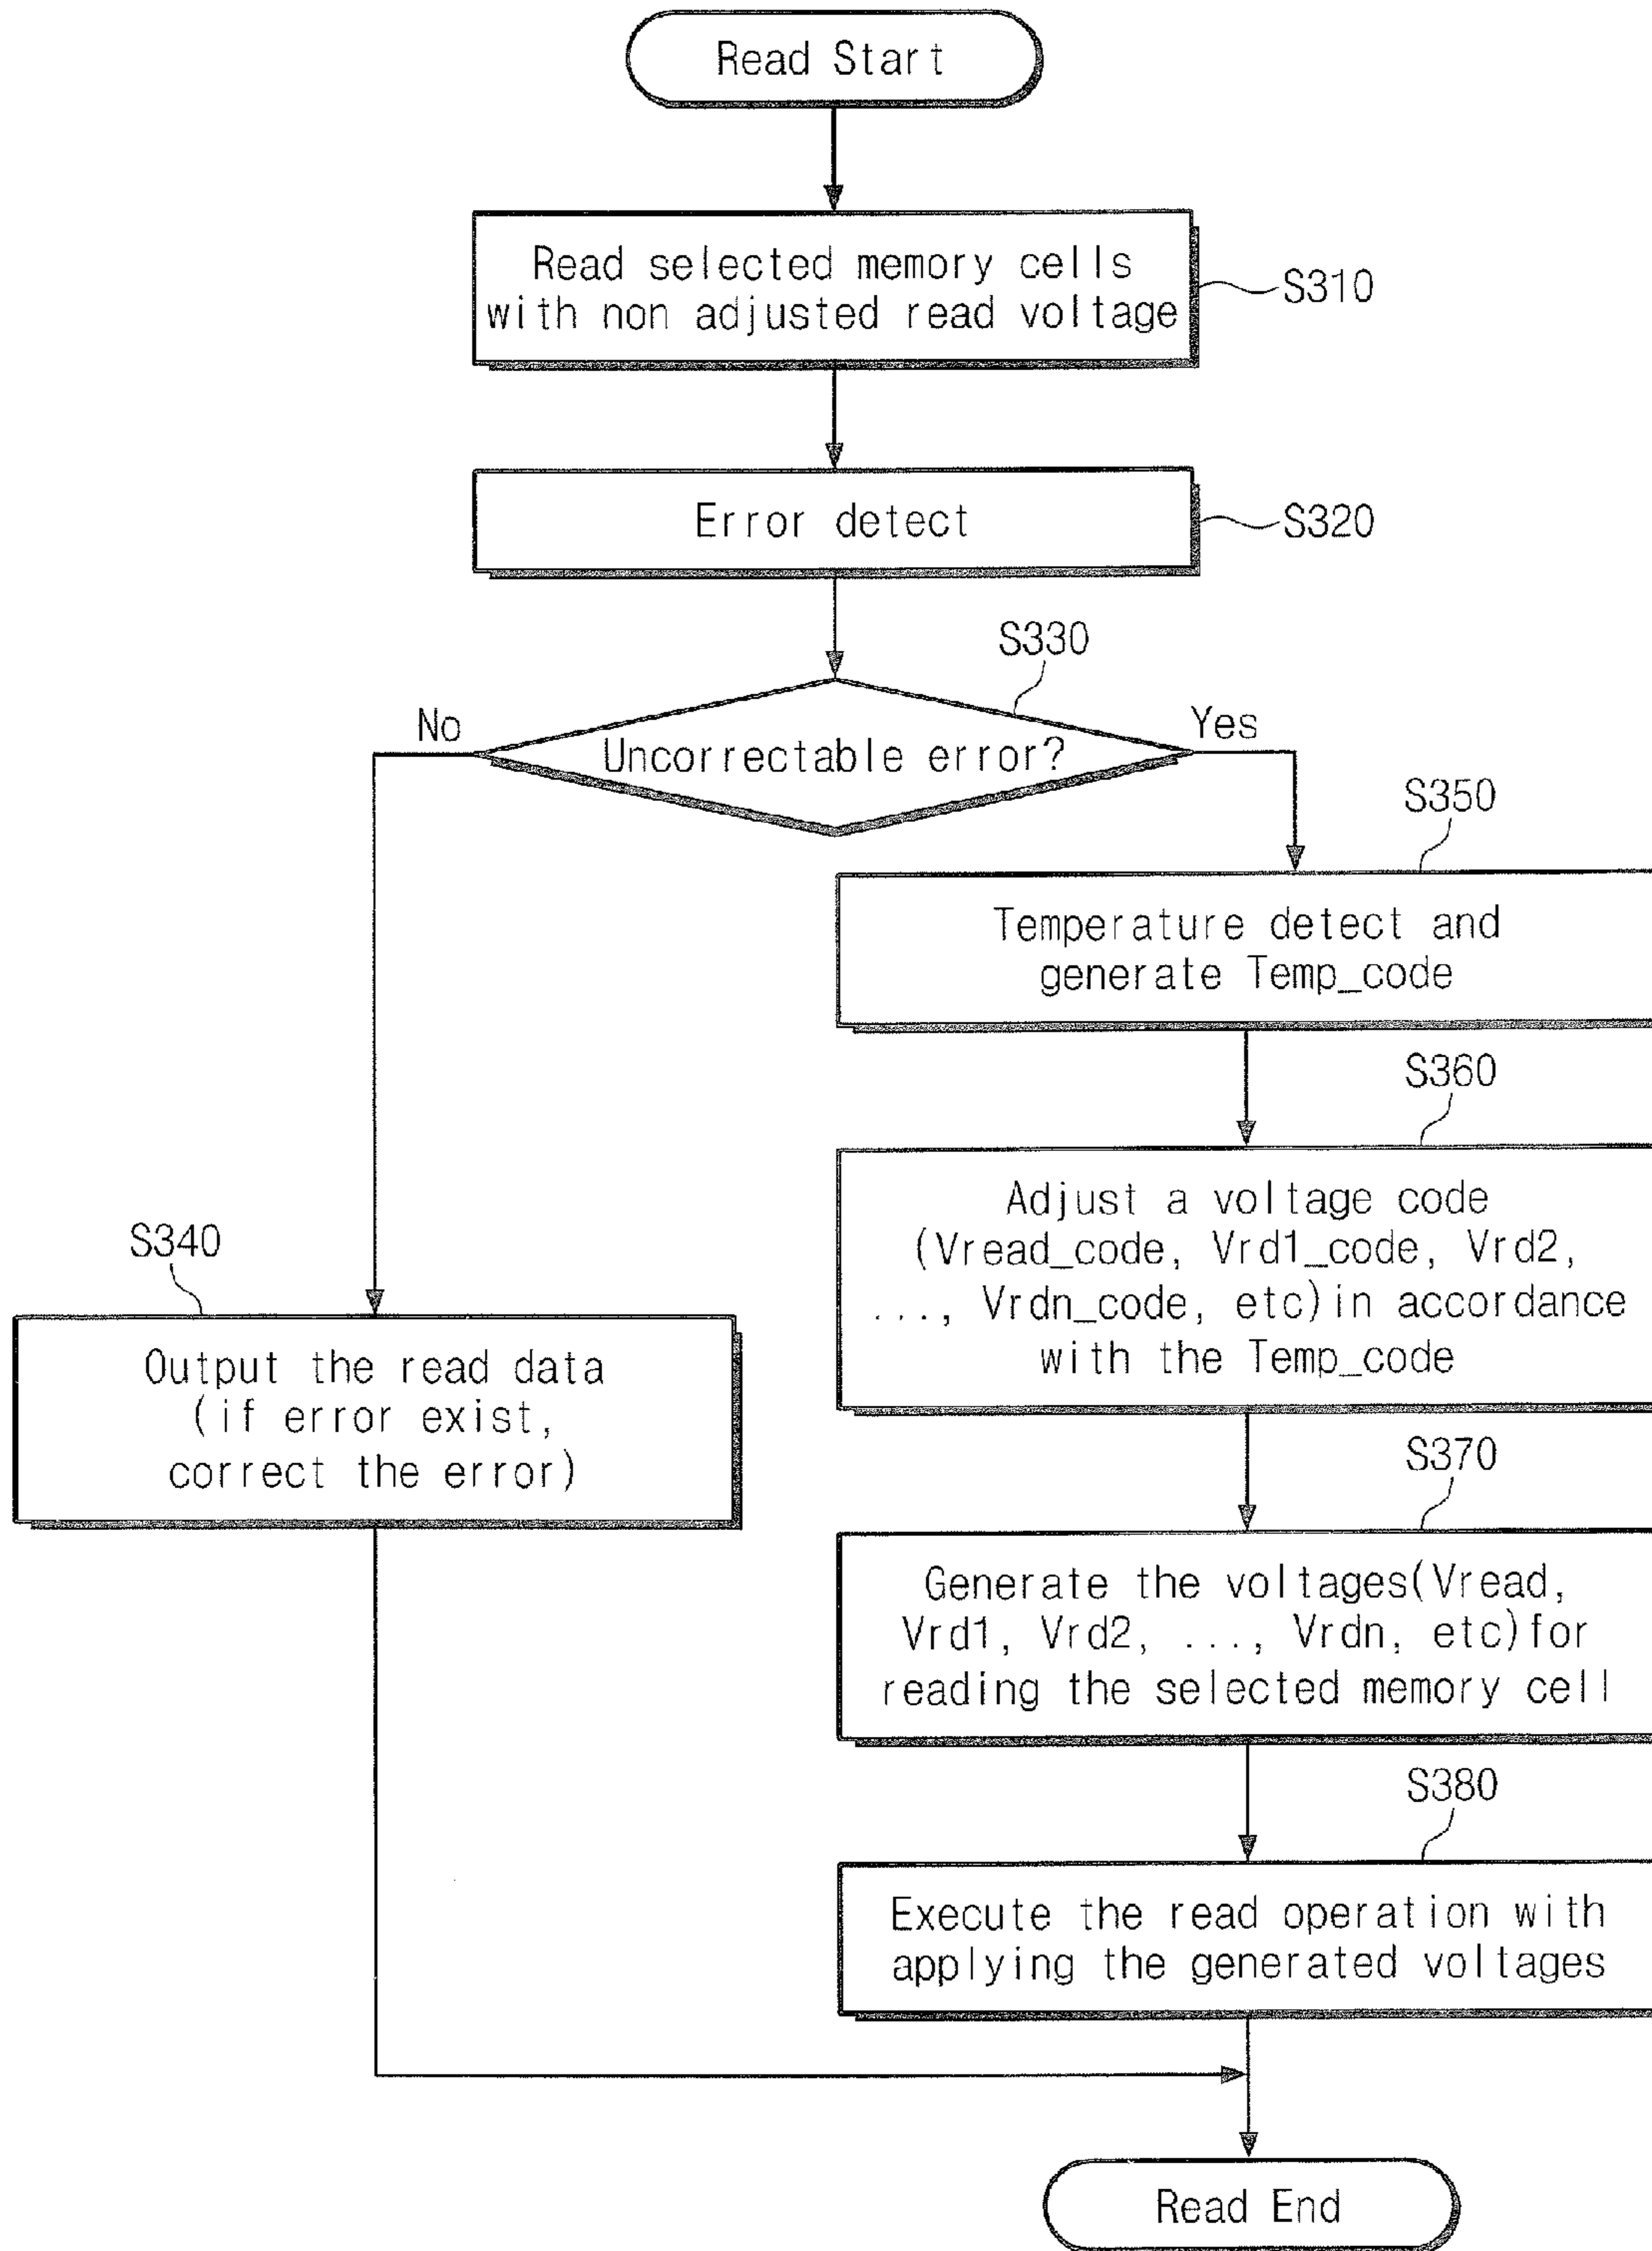 Read Start
Read selected memory cells
with non adjusted read voltage
S310
Error detect
S320
S330
No
Uncorrectable error?
Yes
S350
Temperature detect and
generate Temp_code
S360
Adjust a voltage code
(Vread_code, Vrd1_code, Vrd2,
..., Vrdn_code, etc)in accordance
with the Temp_code
S340
Output the read data
(if error exist,
correct the error)
S370
Generate the voltages(Vread,
Vrd1, Vrd2, ..., Vrdn, etc)for
reading the selected memory cell
S380
Execute the read operation with
applying the generated voltages
Read End